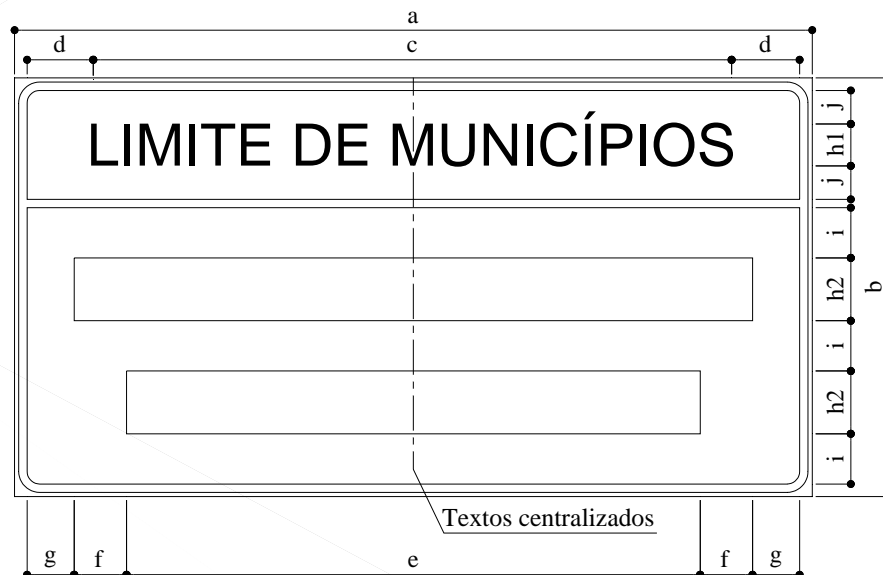 a
d c d
LIMITE DE MUNICÍPIOS
j
h1
j
i
h2
i
h2
i
b
Textos centralizados
g f e f g